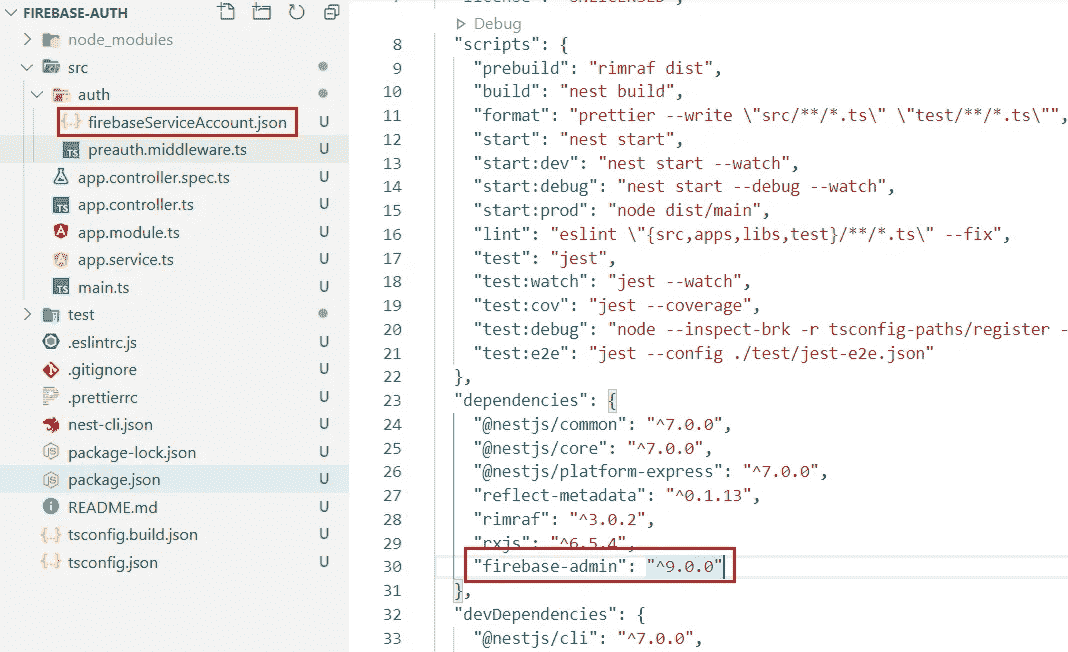 FIREBASE-AUTH
node_modules
src
auth
firebaseServiceAccount.json U
preauth.middleware.ts U
app.controller.spec.ts U
app.controller.ts U
app.module.ts U
app.service.ts U
main.ts U
test
.eslintrc.js U
.gitignore U
.prettierrc U
nest-cli.json U
package-lock.json U
package.json U
README.md U
tsconfig.build.json U
tsconfig.json U
Debug
8 "scripts": {
9 "prebuild": "rimraf dist",
10 "build": "nest build",
11 "format": "prettier --write \"src/**/*.ts\" \"test/**/*.ts\"",
12 "start": "nest start",
13 "start:dev": "nest start --watch",
14 "start:debug": "nest start --debug --watch",
15 "start:prod": "node dist/main",
16 "lint": "eslint \"{src,apps,libs,test}/**/*.ts\" --fix",
17 "test": "jest",
18 "test:watch": "jest --watch",
19 "test:cov": "jest --coverage",
20 "test:debug": "node --inspect-brk -r tsconfig-paths/register -
21 "test:e2e": "jest --config ./test/jest-e2e.json"
22 },
23 "dependencies": {
24 "@nestjs/common": "^7.0.0",
25 "@nestjs/core": "^7.0.0",
26 "@nestjs/platform-express": "^7.0.0",
27 "reflect-metadata": "^0.1.13",
28 "rimraf": "^3.0.2",
29 "rxjs": "^6.5.4",
30 "firebase-admin": "^9.0.0"
31 },
32 "devDependencies": {
33 "@nestjs/cli": "^7.0.0",